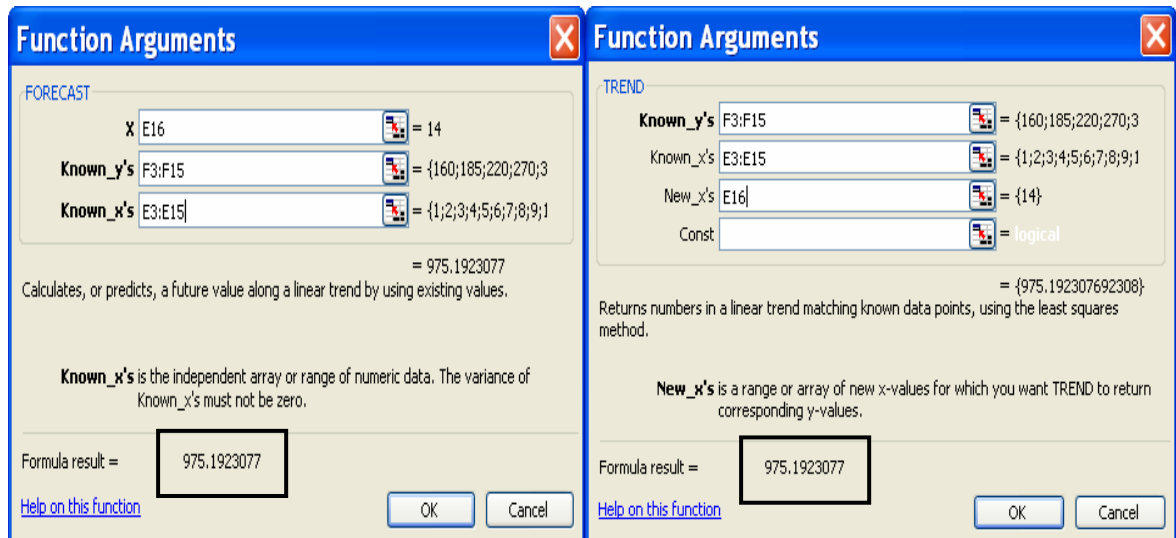 Function Arguments
FORECAST
X E16 = 14
Known_y's F3:F15 = {160;185;220;270;3
Known_x's E3:E15 = {1;2;3;4;5;6;7;8;9;1
= 975.1923077
Calculates, or predicts, a future value along a linear trend by using existing values.
Known_x's is the independent array or range of numeric data. The variance of
Known_x's must not be zero.
Formula result = 975.1923077
Help on this function
OK
Cancel
Function Arguments
TREND
Known_y's F3:F15 = {160;185;220;270;3
Known_x's E3:E15 = {1;2;3;4;5;6;7;8;9;1
New_x's E16 = {14}
Const = logical
= {975.192307692308}
Returns numbers in a linear trend matching known data points, using the least squares
method.
New_x's is a range or array of new x-values for which you want TREND to return
corresponding y-values.
Formula result = 975.1923077
Help on this function
OK
Cancel